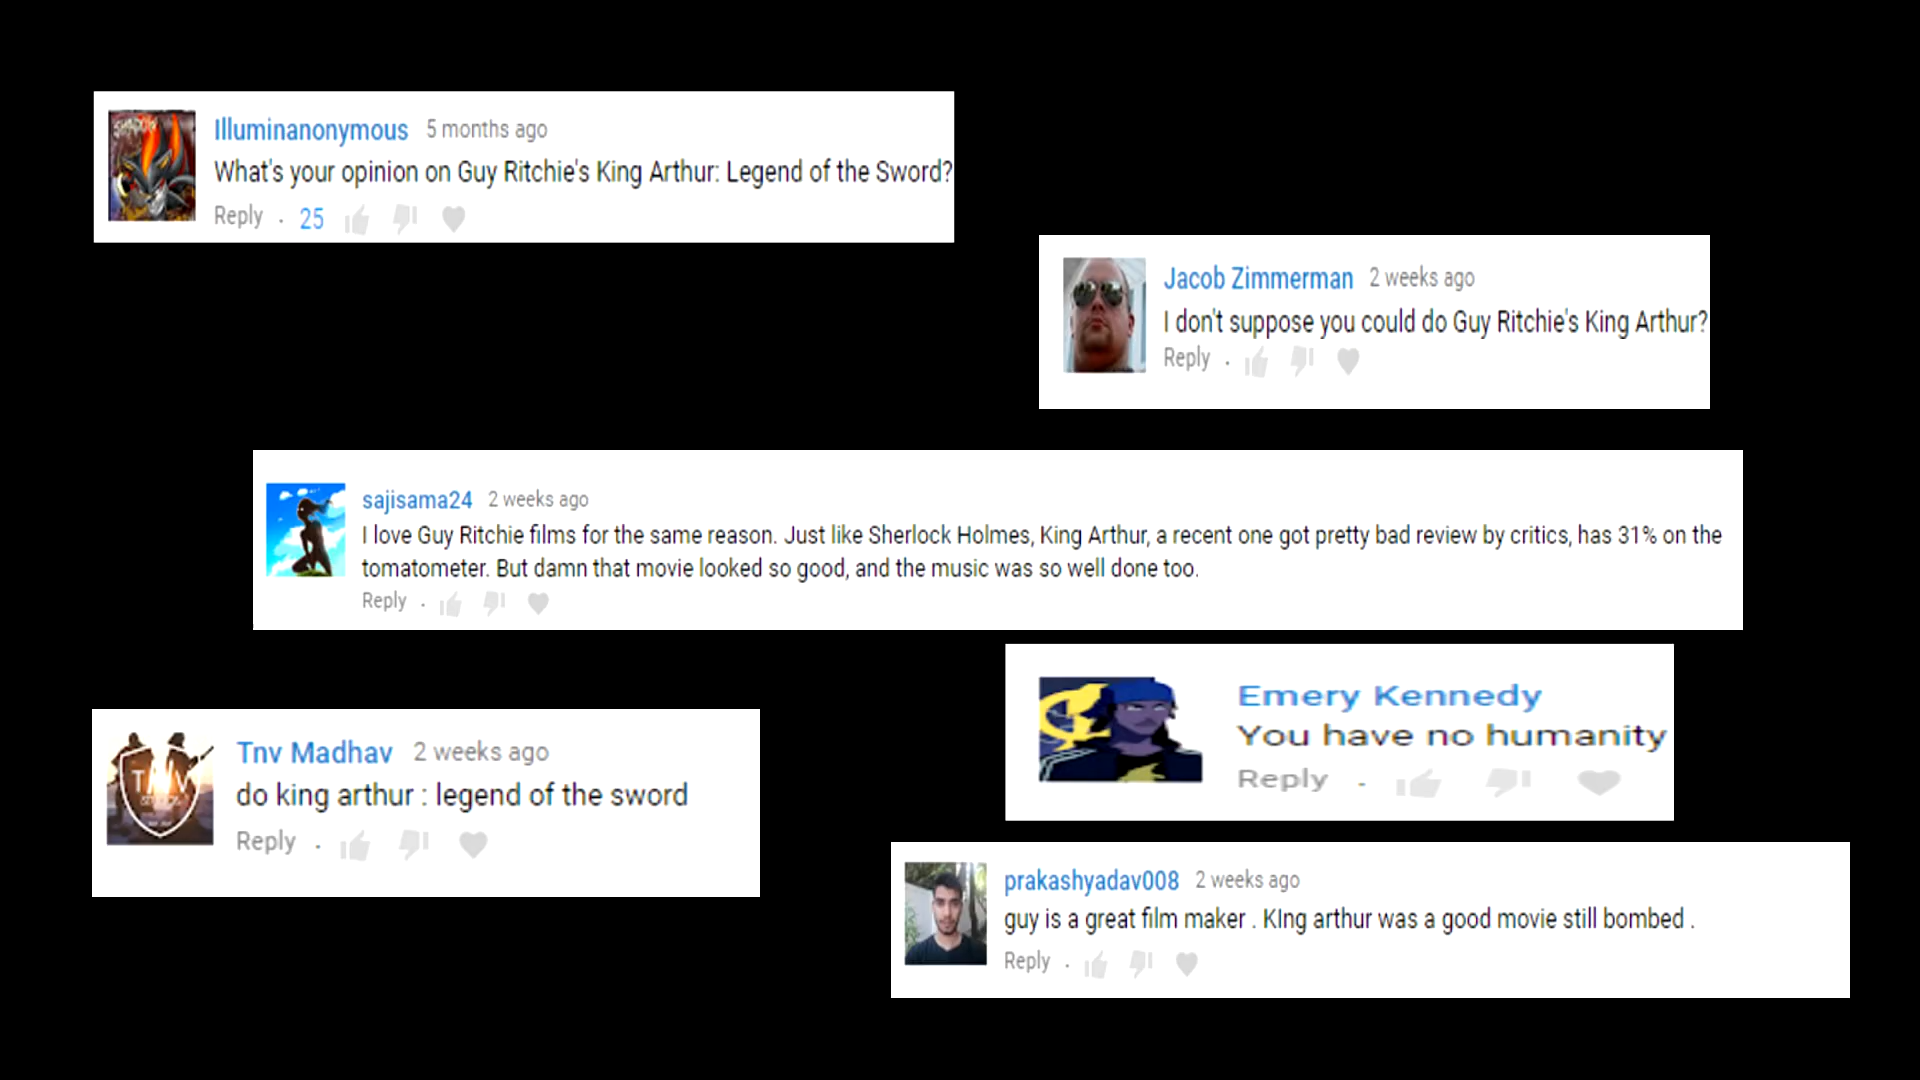 Illuminanonymous 5 months ago
What's your opinion on Guy Ritchie's King Arthur: Legend of the Sword?
Reply . 25
Jacob Zimmerman 2 weeks ago
I don't suppose you could do Guy Ritchie's King Arthur?
Reply .
sajisama24 2 weeks ago
I love Guy Ritchie films for the same reason. Just like Sherlock Holmes, King Arthur, a recent one got pretty bad review by critics, has 31% on the
tomatometer. But damn that movie looked so good, and the music was so well done too.
Reply .
Emery Kennedy
You have no humanity
Reply .
Tnv Madhav 2 weeks ago
do king arthur : legend of the sword
Reply .
prakashyadav008 2 weeks ago
guy is a great film maker . KIng arthur was a good movie still bombed .
Reply .